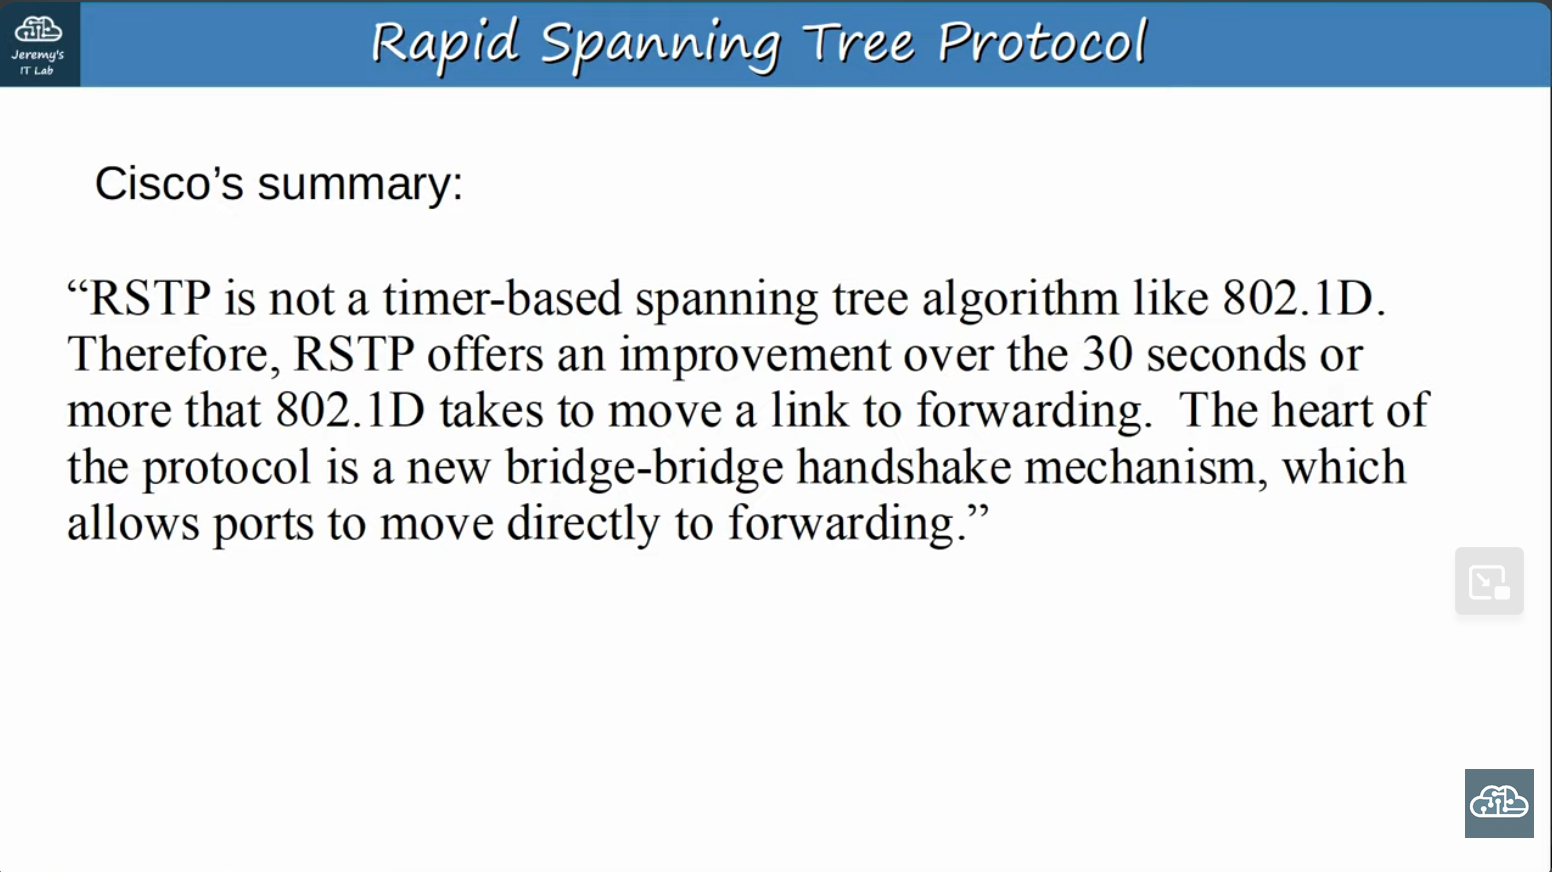 Jeremy's
IT Lab
Rapid Spanning Tree Protocol
Cisco’s summary:
“RSTP is not a timer-based spanning tree algorithm like 802.1D.
Therefore, RSTP offers an improvement over the 30 seconds or
more that 802.1D takes to move a link to forwarding.  The heart of
the protocol is a new bridge-bridge handshake mechanism, which
allows ports to move directly to forwarding.”